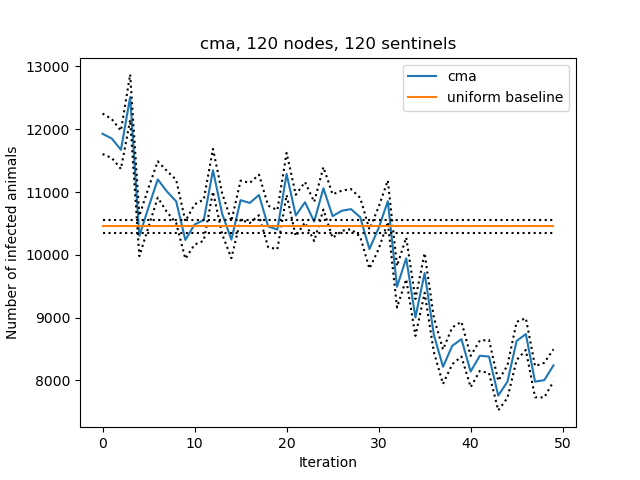 cma, 120 nodes, 120 sentinels
13000
12000
11000
10000
9000
8000
Number of infected animals
cma
uniform baseline
0 10 20 30 40 50
Iteration